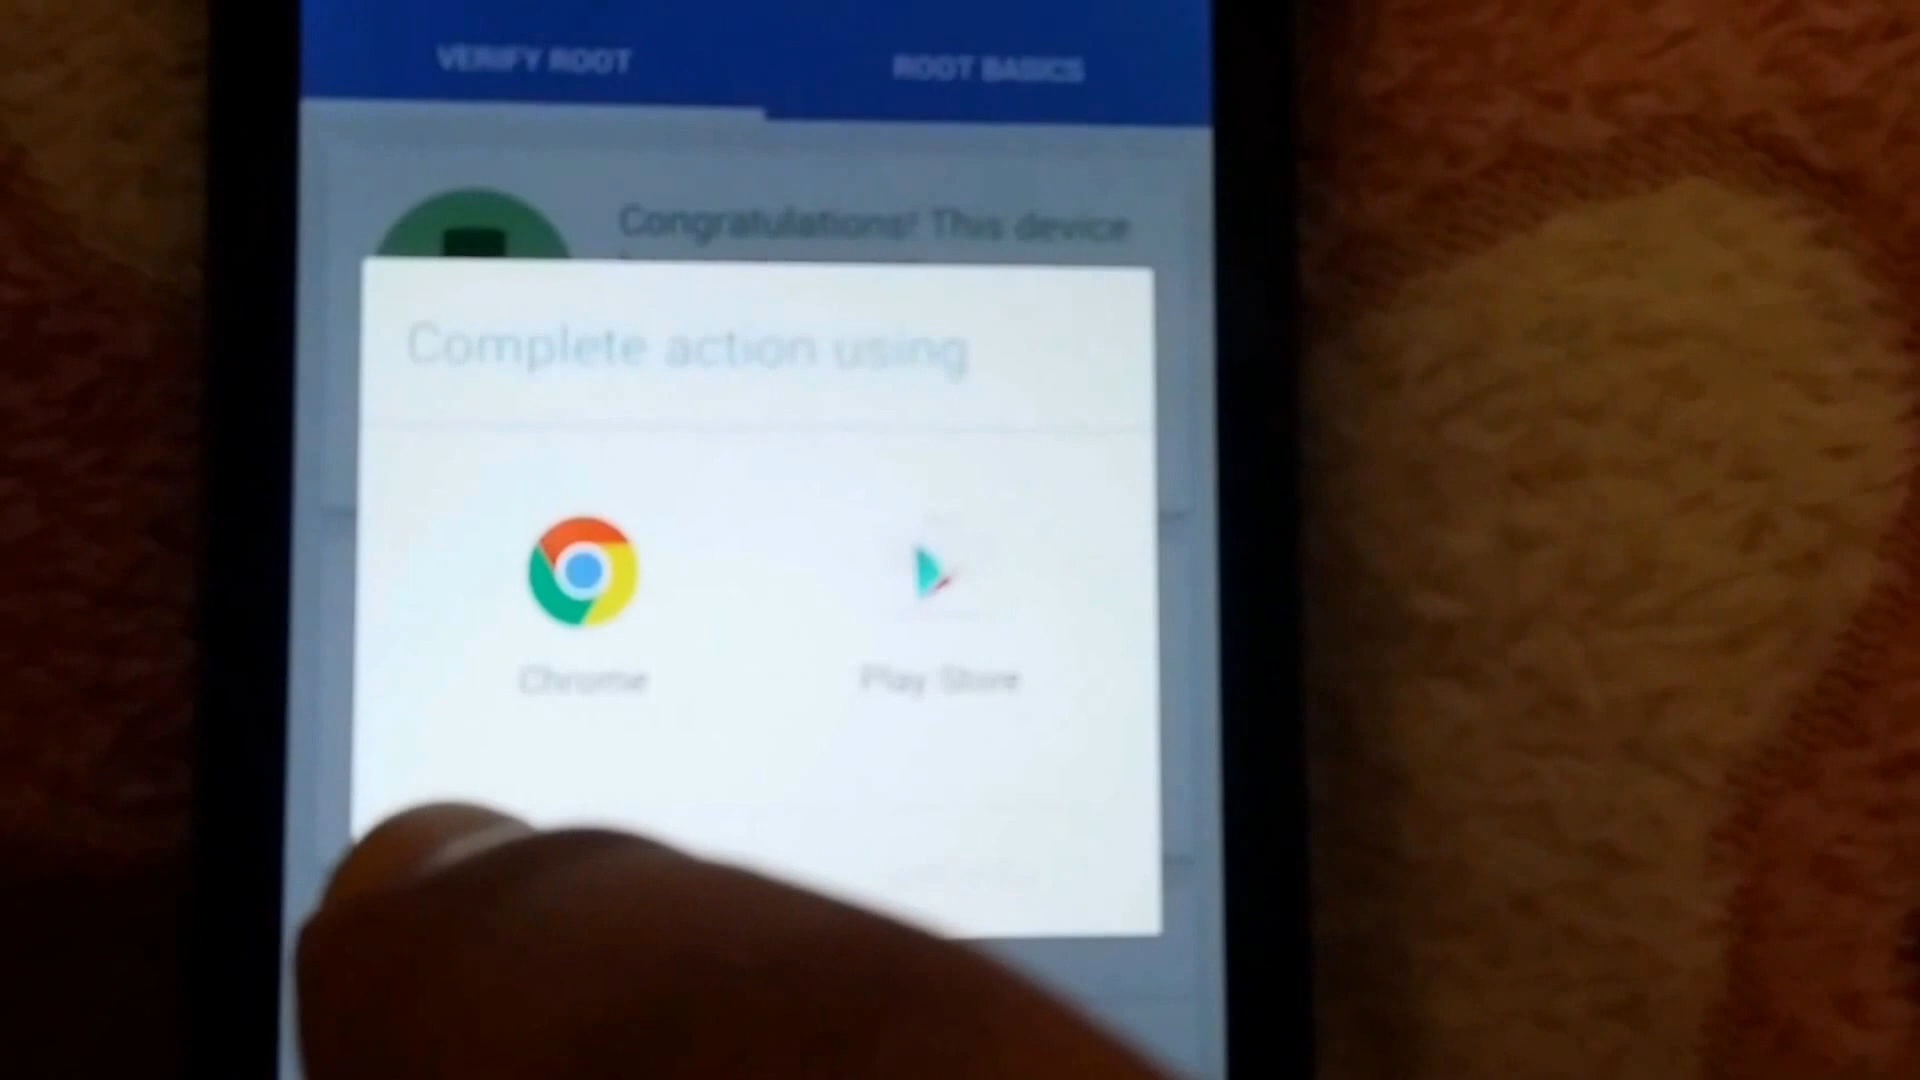 VERIFY ROOT
ROOT BASICS
Congratulations! This device
Complete action using
Chrome
Play Store